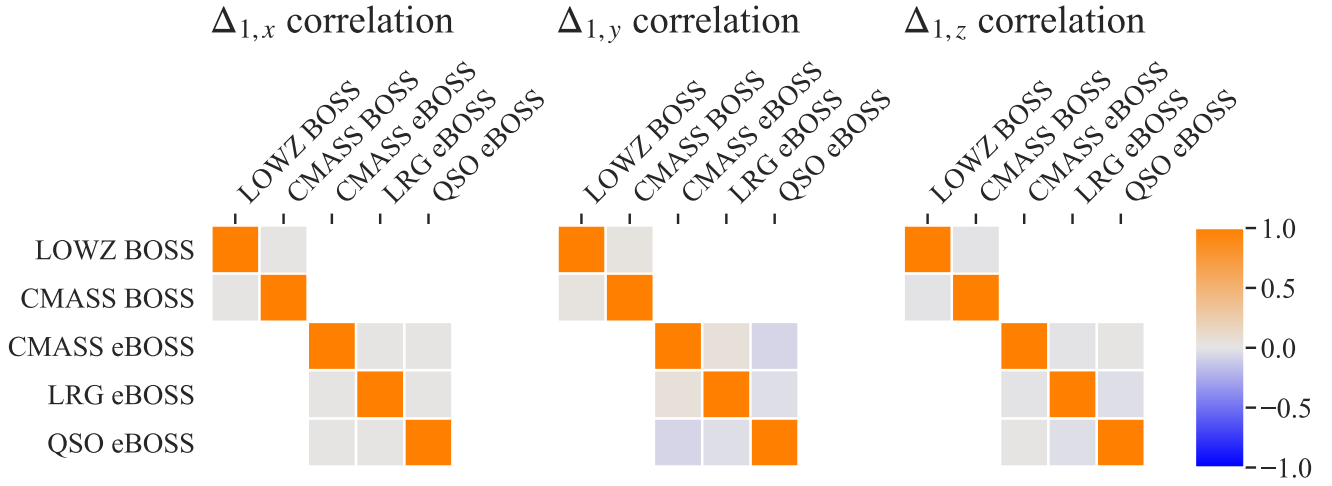 Δ1,x correlation
Δ1,y correlation
Δ1,z correlation
LOWZ BOSS
CMASS BOSS
CMASS eBOSS
LRG eBOSS
QSO eBOSS
LOWZ BOSS
CMASS BOSS
CMASS eBOSS
LRG eBOSS
QSO eBOSS
LOWZ BOSS
CMASS BOSS
CMASS eBOSS
LRG eBOSS
QSO eBOSS
LOWZ BOSS
CMASS BOSS
CMASS eBOSS
LRG eBOSS
QSO eBOSS
1.0
0.5
0.0
−0.5
−1.0